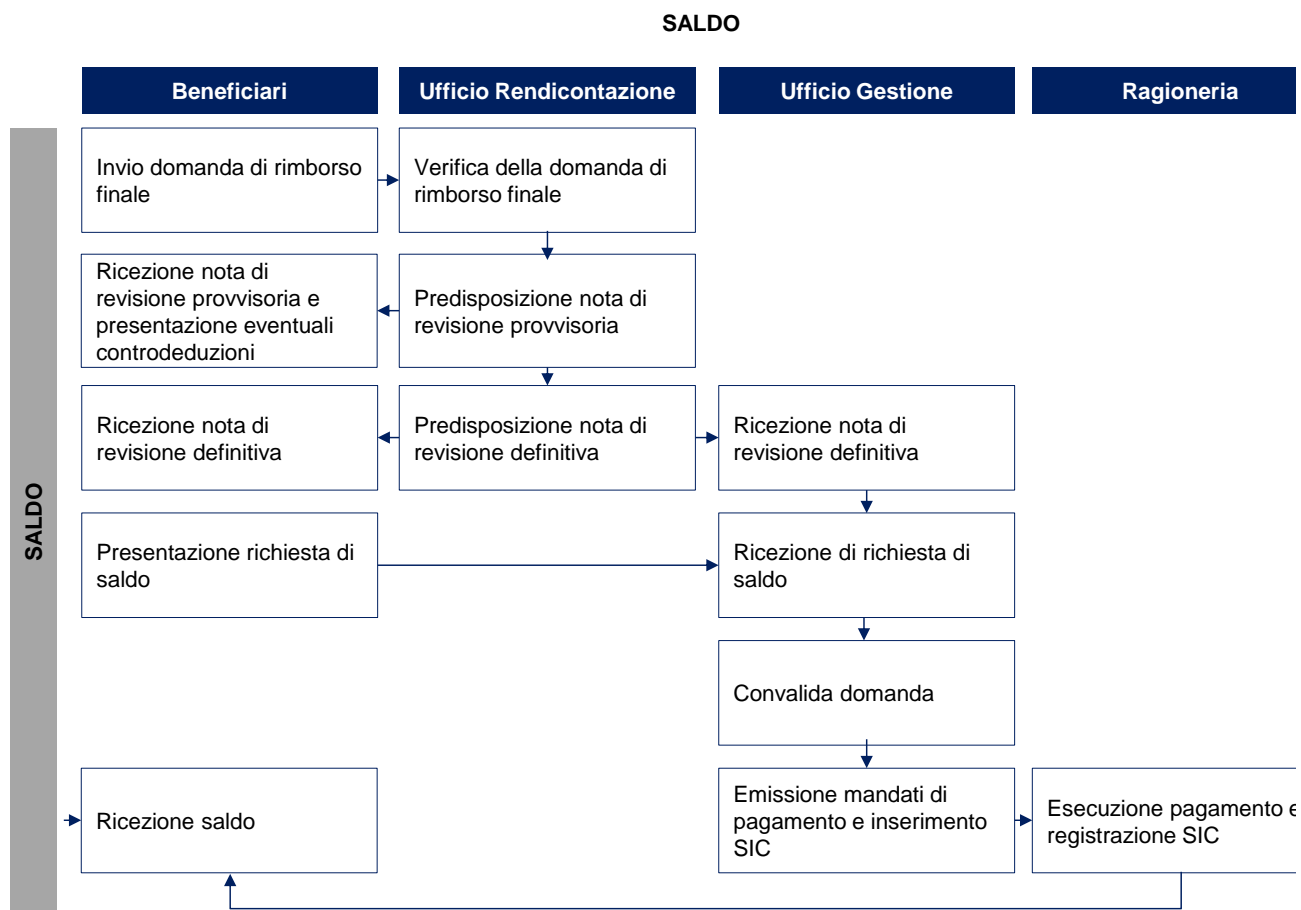 SALDO
Beneficiari
Ufficio Rendicontazione
Ufficio Gestione
Ragioneria
SALDO
Invio domanda di rimborso
finale
Verifica della domanda di
rimborso finale
Ricezione nota di
revisione provvisoria e
presentazione eventuali
controdeduzioni
Predisposizione nota di
revisione provvisoria
Ricezione nota di
revisione definitiva
Predisposizione nota di
revisione definitiva
Ricezione nota di
revisione definitiva
Presentazione richiesta di
saldo
Ricezione di richiesta di
saldo
Convalida domanda
Ricezione saldo
Emissione mandati di
pagamento e inserimento
SIC
Esecuzione pagamento e
registrazione SIC